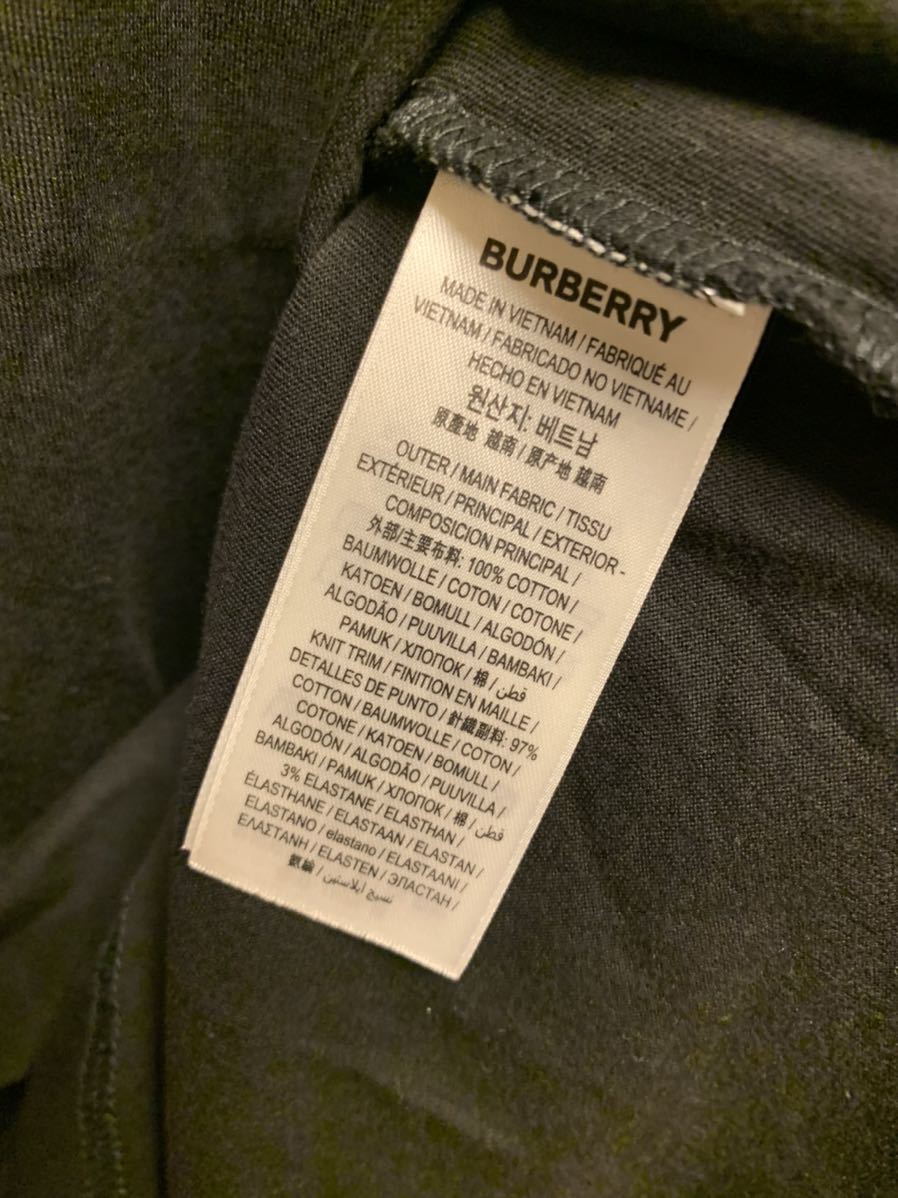 BURBERRY
MADE IN VIETNAM / FABRIQUÉ AU
VIETNAM / FABRICADO NO VIETNAME /
HECHO EN VIETNAM
원산지: 베트남
原產地 越南 / 原产地 越南
OUTER / MAIN FABRIC / TISSU
EXTÉRIEUR / PRINCIPAL / EXTERIOR -
COMPOSICION PRINCIPAL /
外部/主要布料: 100% COTTON /
BAUMWOLLE / COTON / COTONE /
KATOEN / BOMULL / ALGODÓN /
ALGODÃO / PUUVILLA / BAMBAKI /
PAMUK / ХЛОПОК / 棉 / قطن
KNIT TRIM / FINITION EN MAILLE /
DETALLES DE PUNTO / 針織副料: 97%
COTTON / BAUMWOLLE / COTON /
COTONE / KATOEN / BOMULL /
ALGODÓN / ALGODÃO / PUUVILLA /
BAMBAKI / PAMUK / ХЛОПОК / 棉 / قطن
3% ELASTANE / ELASTHAN /
ÉLASTHANE / ELASTAAN / ELASTAN /
ELASTANO / elastano / ELASTAANI /
ΕΛΑΣΤΑΝΗ / ELASTEN / ЭЛАСТАН /
氨綸 / نسيج ايلاستين